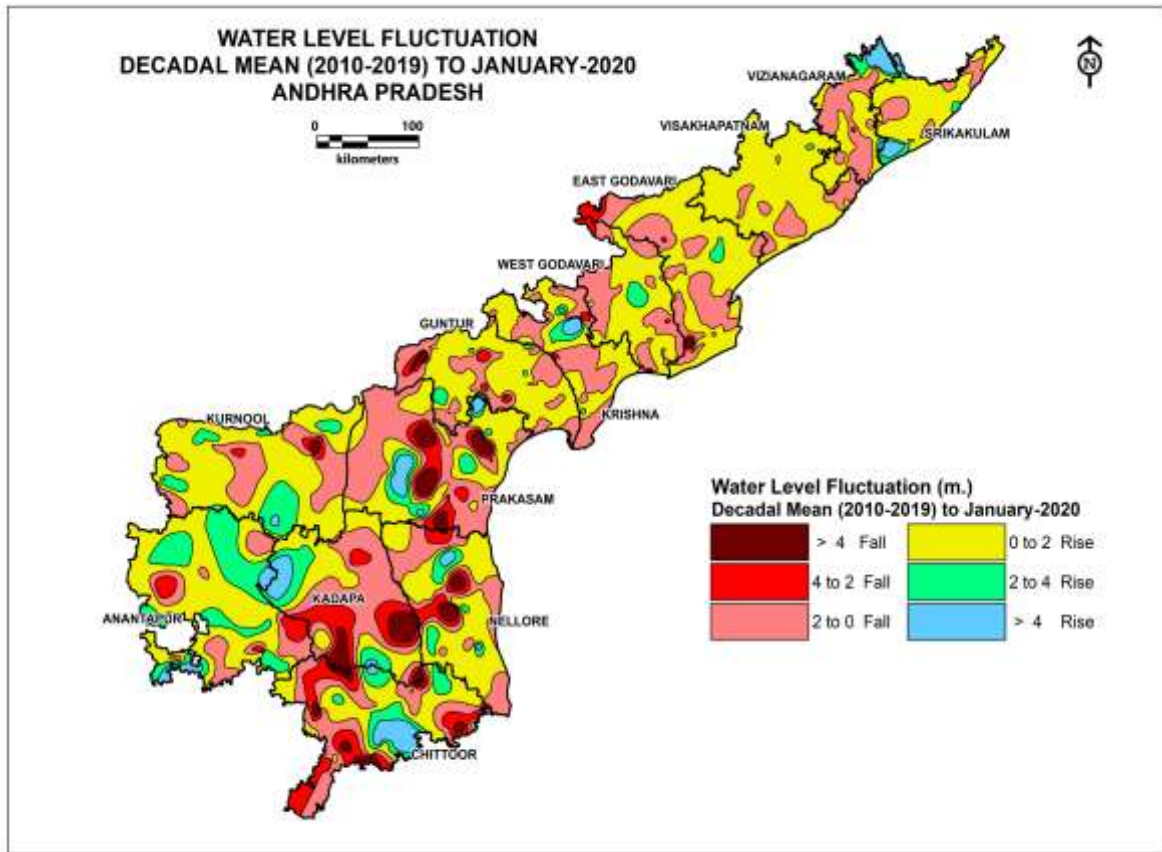 WATER LEVEL FLUCTUATION
DECADAL MEAN (2010-2019) TO JANUARY-2020
ANDHRA PRADESH
0 100
kilometers
N
VIZIANAGARAM
VISAKHAPATNAM
SRIKAKULAM
EAST GODAVARI
WEST GODAVARI
GUNTUR
KRISHNA
KURNOOL
PRAKASAM
KADAPA
ANANTAPUR
NELLORE
CHITTOOR
Water Level Fluctuation (m.)
Decadal Mean (2010-2019) to January-2020
> 4 Fall 0 to 2 Rise
4 to 2 Fall 2 to 4 Rise
2 to 0 Fall > 4 Rise